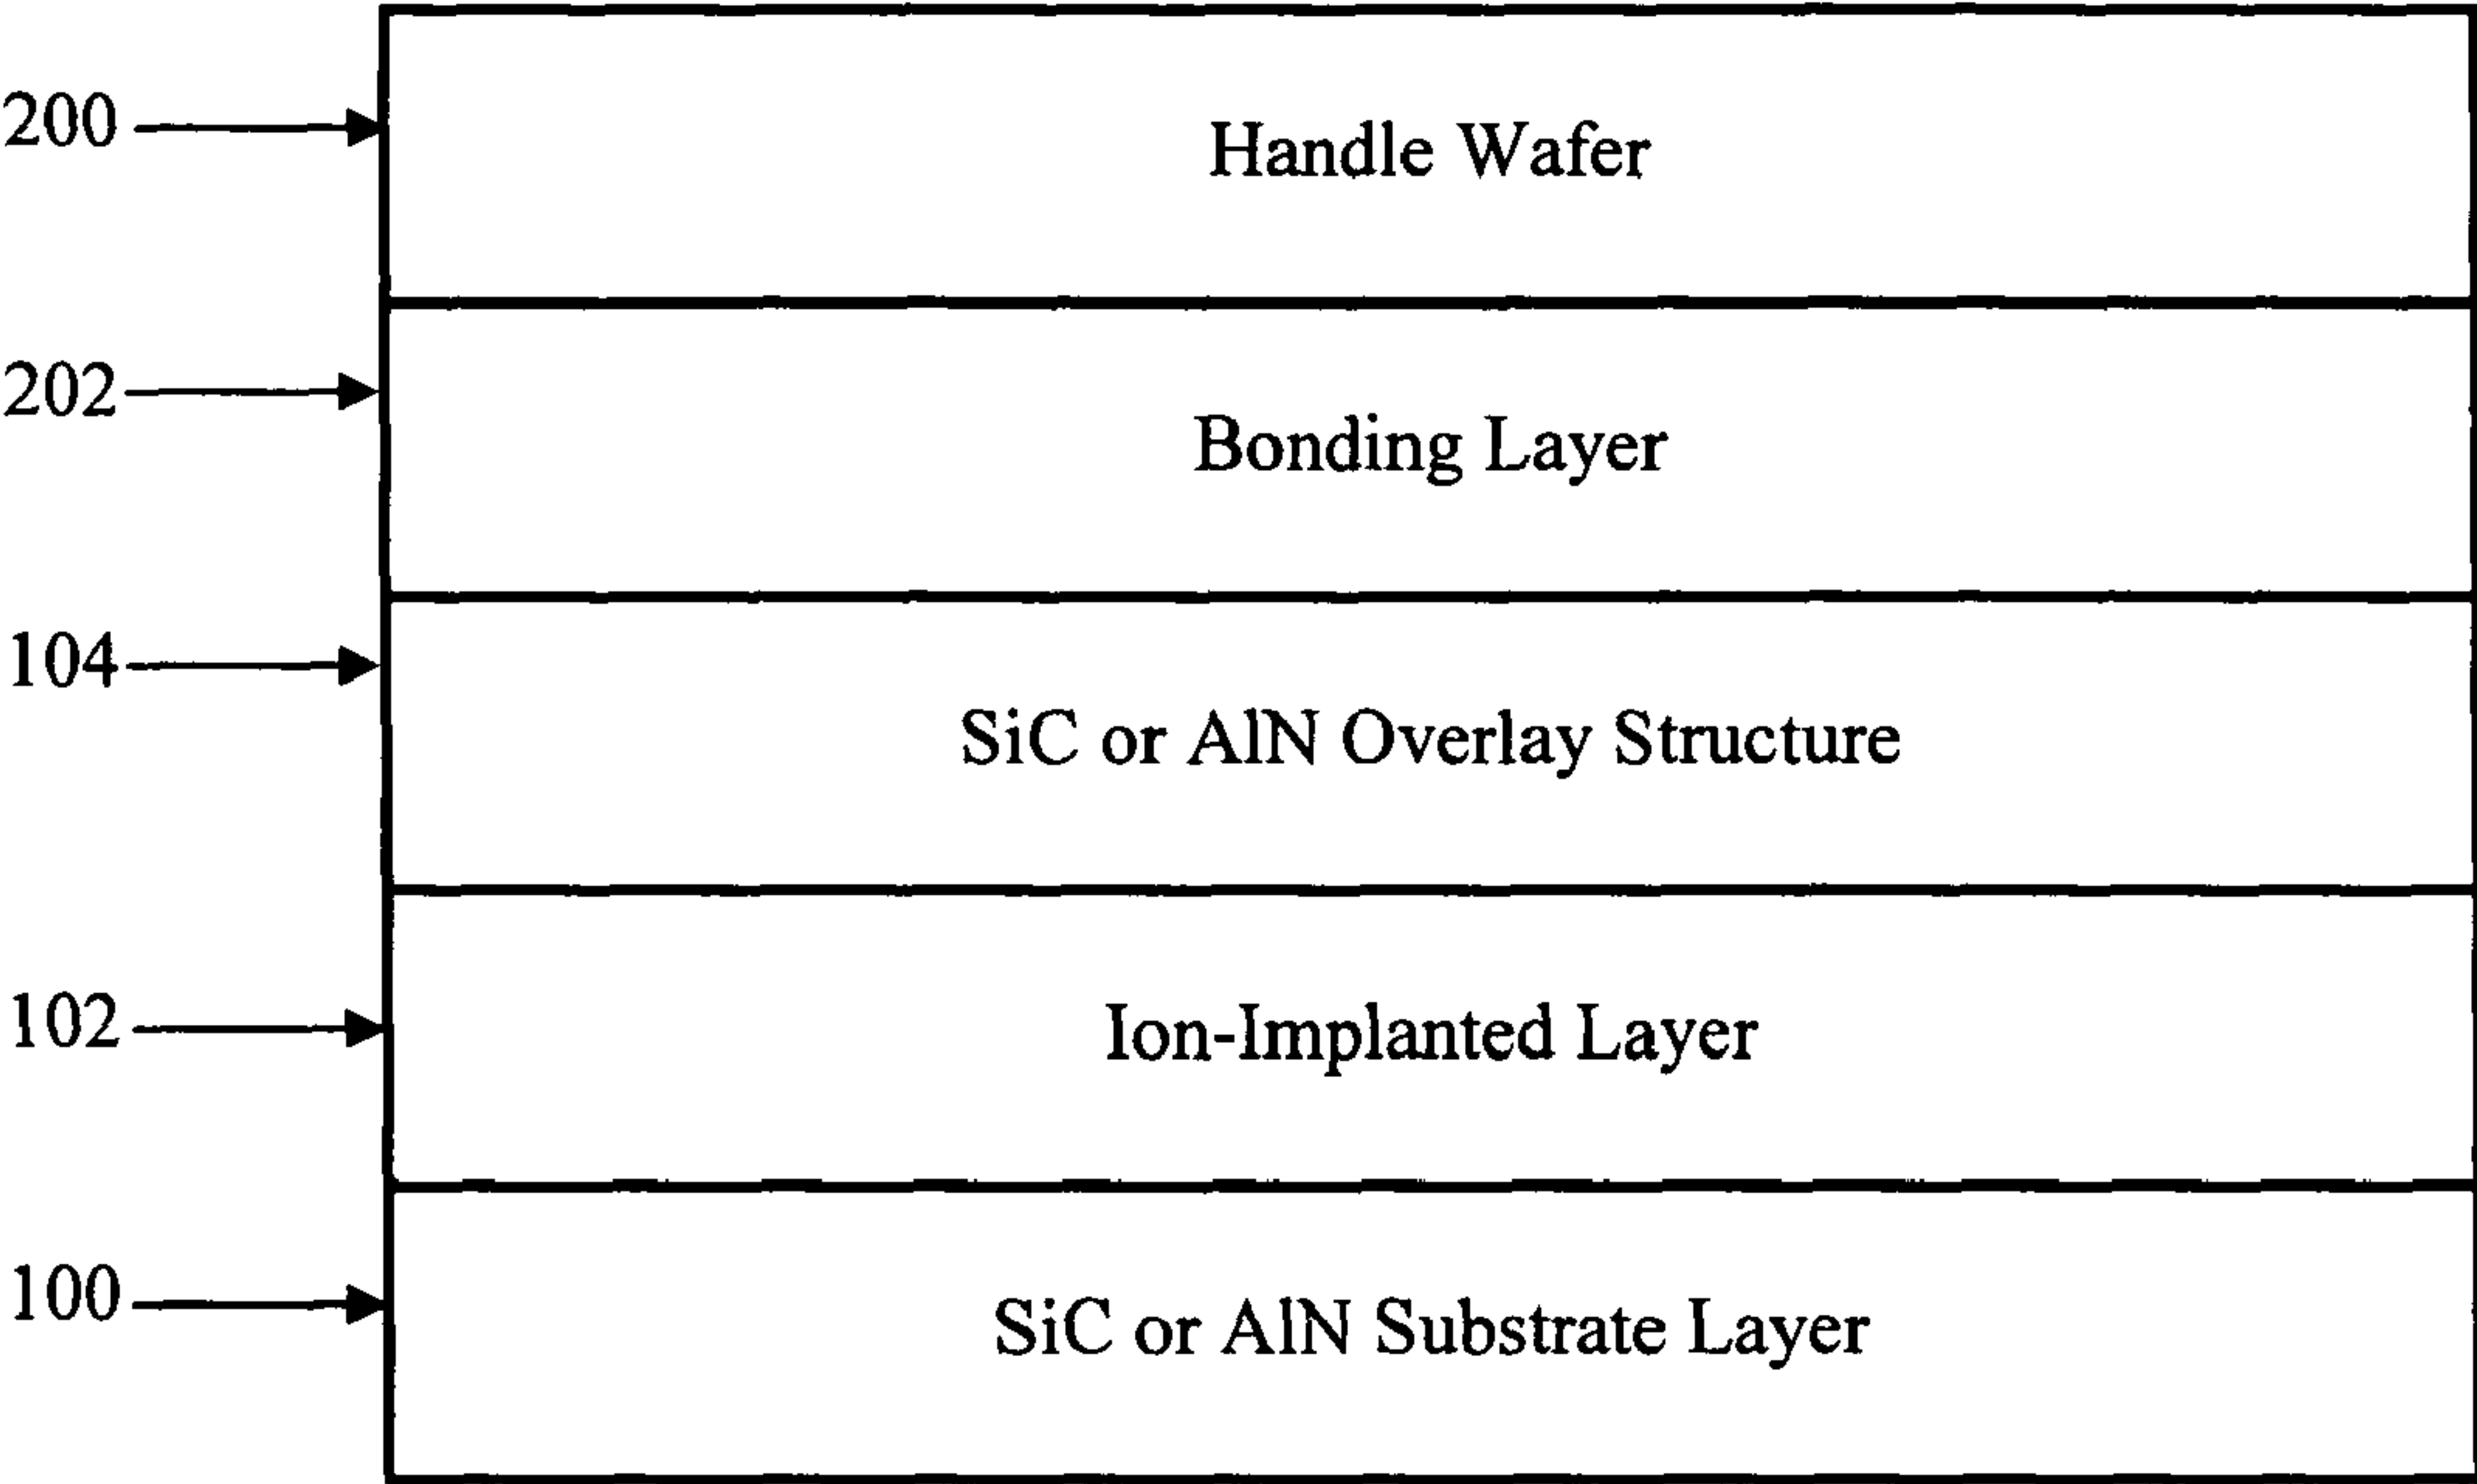 200
Handle Wafer
202
Bonding Layer
104
SiC or AlN Overlay Structure
102
Ion-Implanted Layer
100
SiC or AlN Substrate Layer